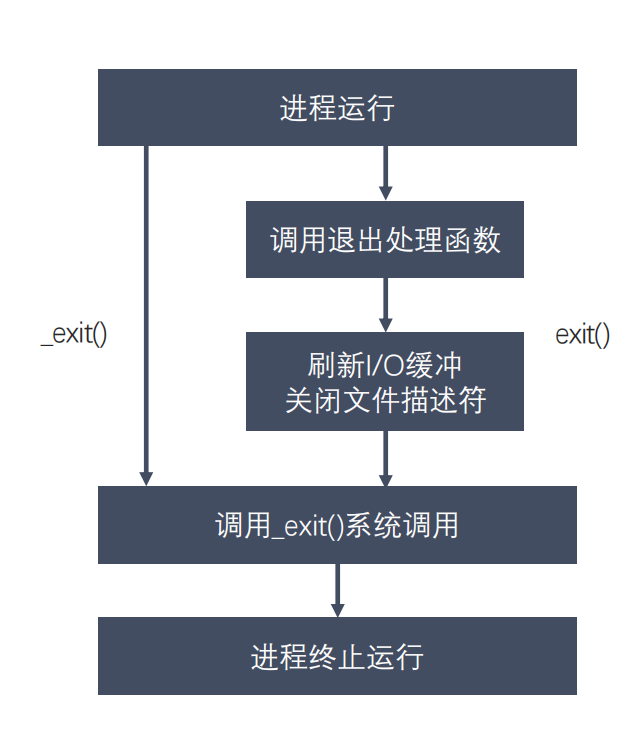 进程运行
调用退出处理函数
_exit()
exit()
刷新I/O缓冲
关闭文件描述符
调用_exit()系统调用
进程终止运行